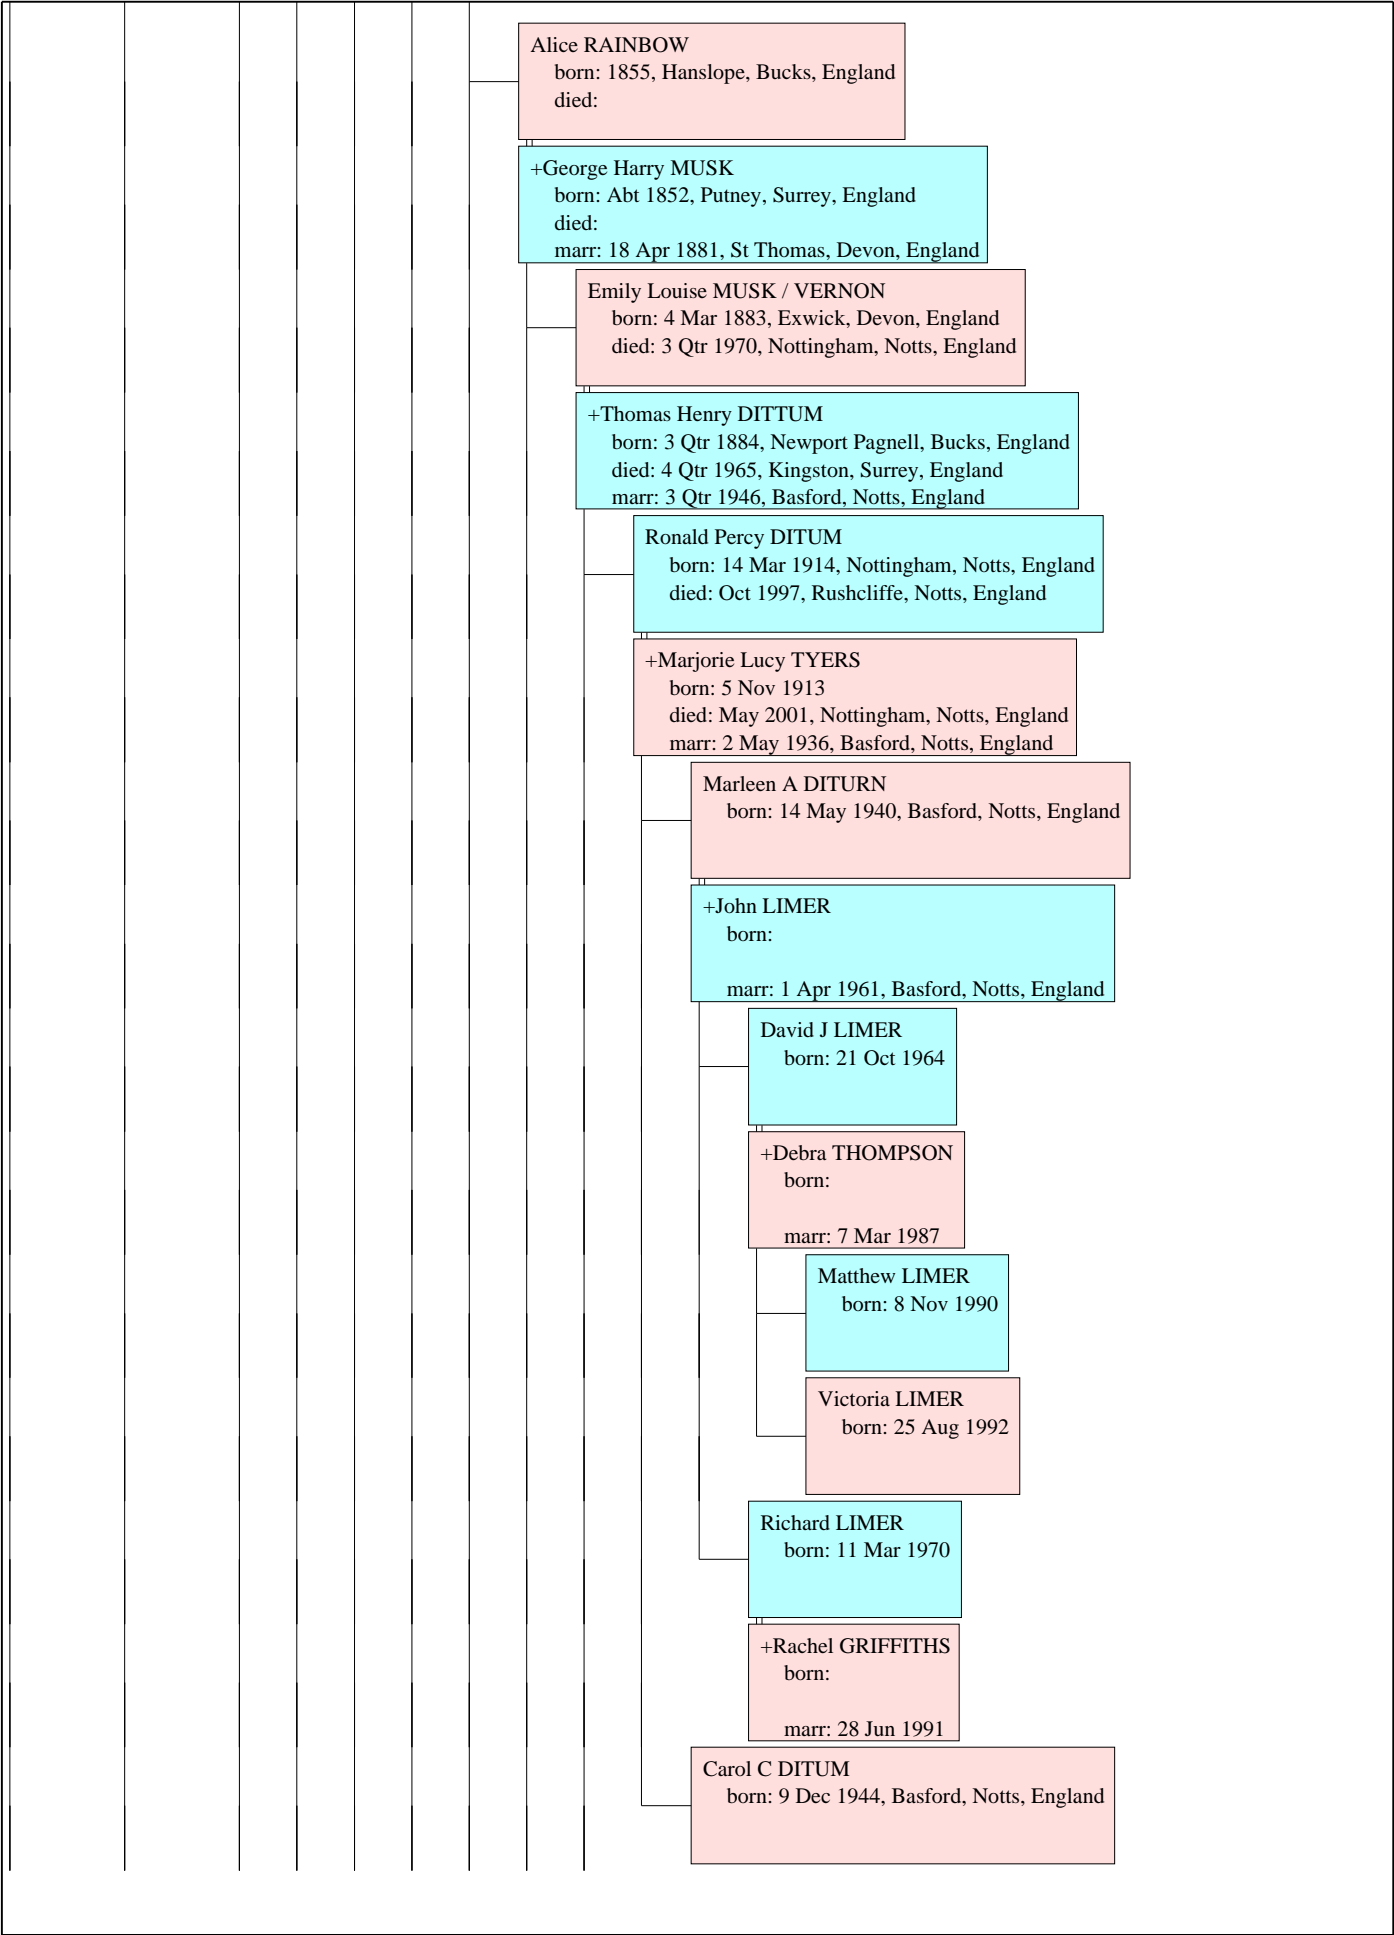 Alice RAINBOW
born: 1855, Hanslope, Bucks, England
died:
+George Harry MUSK
born: Abt 1852, Putney, Surrey, England
died:
marr: 18 Apr 1881, St Thomas, Devon, England
Emily Louise MUSK / VERNON
born: 4 Mar 1883, Exwick, Devon, England
died: 3 Qtr 1970, Nottingham, Notts, England
+Thomas Henry DITTUM
born: 3 Qtr 1884, Newport Pagnell, Bucks, England
died: 4 Qtr 1965, Kingston, Surrey, England
marr: 3 Qtr 1946, Basford, Notts, England
Ronald Percy DITUM
born: 14 Mar 1914, Nottingham, Notts, England
died: Oct 1997, Rushcliffe, Notts, England
+Marjorie Lucy TYERS
born: 5 Nov 1913
died: May 2001, Nottingham, Notts, England
marr: 2 May 1936, Basford, Notts, England
Marleen A DITURN
born: 14 May 1940, Basford, Notts, England
+John LIMER
born:
marr: 1 Apr 1961, Basford, Notts, England
David J LIMER
born: 21 Oct 1964
+Debra THOMPSON
born:
marr: 7 Mar 1987
Matthew LIMER
born: 8 Nov 1990
Victoria LIMER
born: 25 Aug 1992
Richard LIMER
born: 11 Mar 1970
+Rachel GRIFFITHS
born:
marr: 28 Jun 1991
Carol C DITUM
born: 9 Dec 1944, Basford, Notts, England